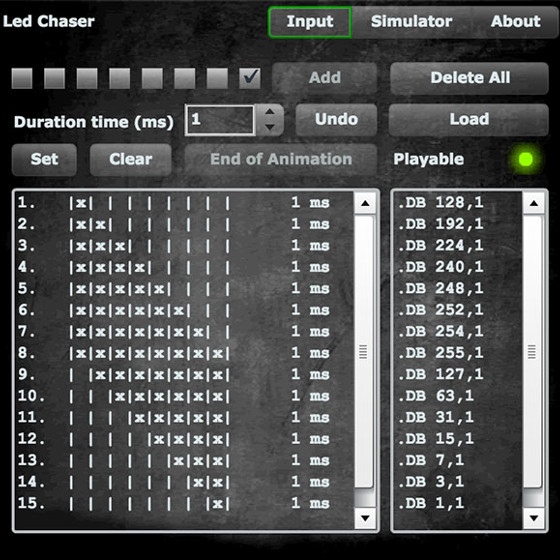 Led Chaser Input Simulator About
Add Delete All
Duration time (ms) 1 Undo Load
Set Clear End of Animation Playable
1. |x| | | | | | | | 1 ms .DB 128,1
2. |x|x| | | | | | | 1 ms .DB 192,1
3. |x|x|x| | | | | | 1 ms .DB 224,1
4. |x|x|x|x| | | | | 1 ms .DB 240,1
5. |x|x|x|x|x| | | | 1 ms .DB 248,1
6. |x|x|x|x|x|x| | | 1 ms .DB 252,1
7. |x|x|x|x|x|x|x| | 1 ms .DB 254,1
8. |x|x|x|x|x|x|x|x| 1 ms .DB 255,1
9. | |x|x|x|x|x|x|x| 1 ms .DB 127,1
10. | | |x|x|x|x|x|x| 1 ms .DB 63,1
11. | | | |x|x|x|x|x| 1 ms .DB 31,1
12. | | | | |x|x|x|x| 1 ms .DB 15,1
13. | | | | | |x|x|x| 1 ms .DB 7,1
14. | | | | | | |x|x| 1 ms .DB 3,1
15. | | | | | | | |x| 1 ms .DB 1,1